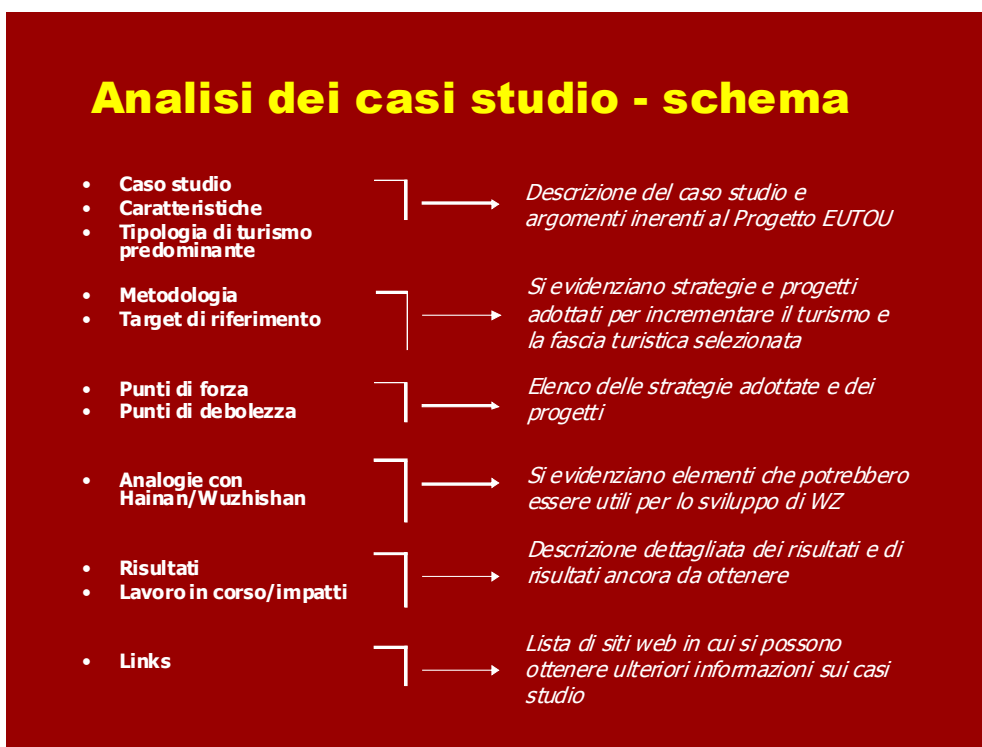 Analisi dei casi studio - schema
• Caso studio
• Caratteristiche
• Tipologia di turismo
predominante
Descrizione del caso studio e
argomenti inerenti al Progetto EUTOU
• Metodologia
• Target di riferimento
Si evidenziano strategie e progetti
adottati per incrementare il turismo e
la fascia turistica selezionata
• Punti di forza
• Punti di debolezza
Elenco delle strategie adottate e dei
progetti
• Analogie con
Hainan/Wuzhishan
Si evidenziano elementi che potrebbero
essere utili per lo sviluppo di WZ
• Risultati
• Lavoro in corso/impatti
Descrizione dettagliata dei risultati e di
risultati ancora da ottenere
• Links
Lista di siti web in cui si possono
ottenere ulteriori informazioni sui casi
studio